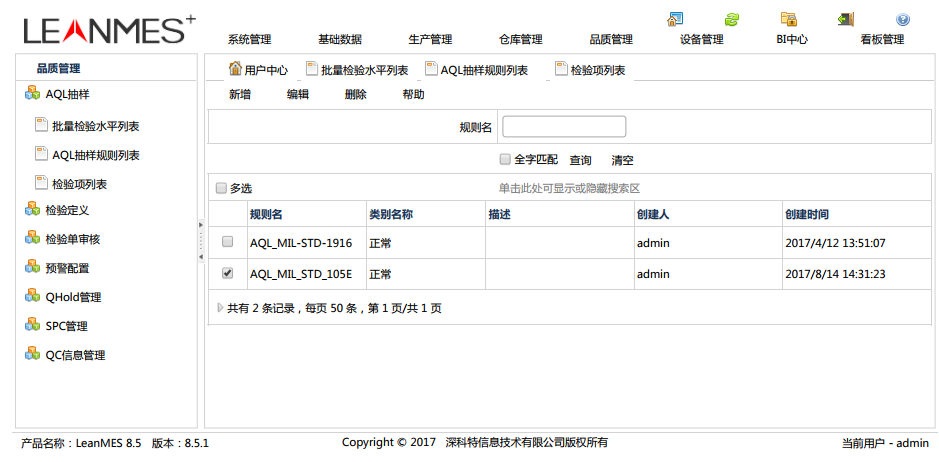 LEANMES+
系统管理 基础数据 生产管理 仓库管理 品质管理 设备管理 BI中心 看板管理
品质管理
AQL抽样
批量检验水平列表
AQL抽样规则列表
检验项列表
检验定义
检验单审核
预警配置
QHold管理
SPC管理
QC信息管理
用户中心 批量检验水平列表 AQL抽样规则列表 检验项列表
新增 编辑 删除 帮助
规则名
全字匹配 查询 清空
多选 单击此处可显示或隐藏搜索区
规则名 类别名称 描述 创建人 创建时间
AQL_MIL-STD-1916 正常 admin 2017/4/12 13:51:07
AQL_MIL_STD_105E 正常 admin 2017/8/14 14:31:23
共有 2 条记录，每页 50 条，第 1 页/共 1 页
产品名称：LeanMES 8.5 版本：8.5.1 Copyright © 2017 深科特信息技术有限公司版权所有 当前用户 - admin